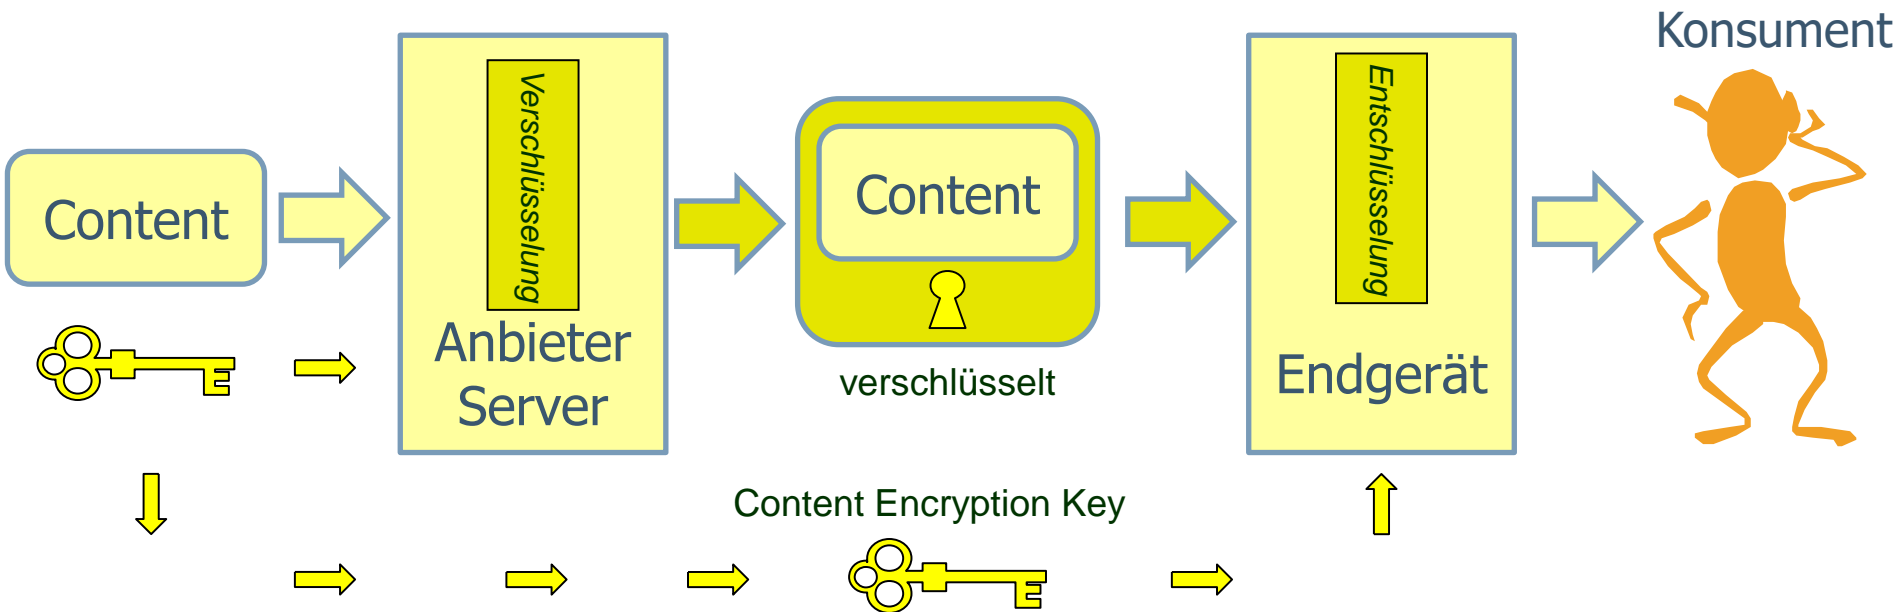 Konsument
Content
Verschlüsselung
Anbieter
Server
Content
verschlüsselt
Entschlüsselung
Endgerät
Content Encryption Key